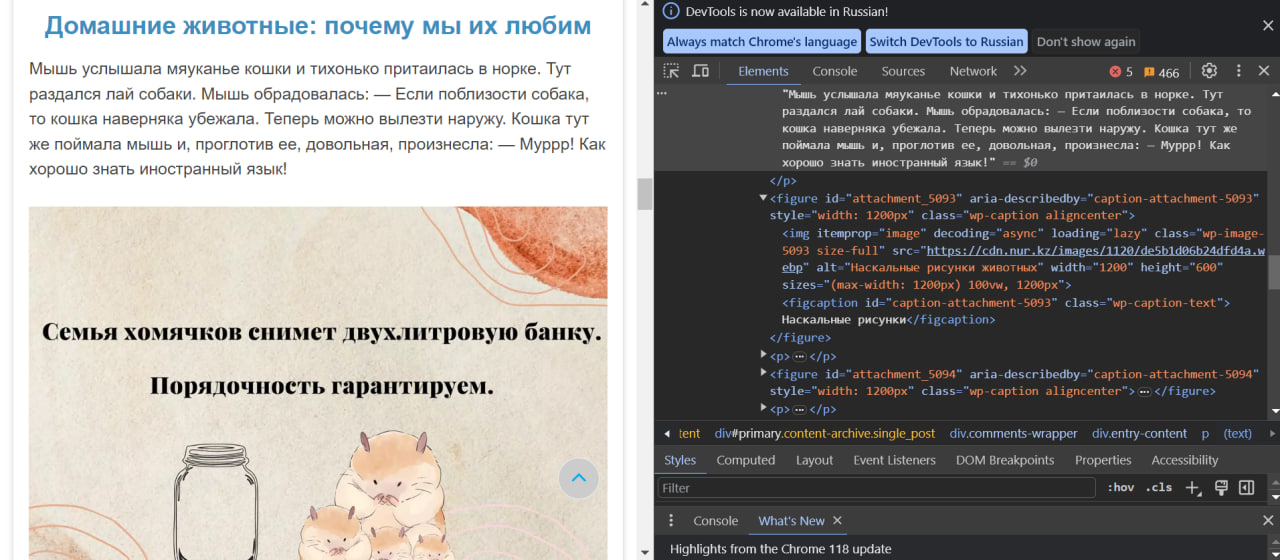 Домашние животные: почему мы их любим
Мышь услышала мяуканье кошки и тихонько притаилась в норке. Тут
раздался лай собаки. Мышь обрадовалась: — Если поблизости собака,
то кошка наверняка убежала. Теперь можно вылезти наружу. Кошка тут
же поймала мышь и, проглотив ее, довольная, произнесла: — Муррр! Как
хорошо знать иностранный язык!
Семья хомячков снимет двухлитровую банку.
Порядочность гарантируем.
DevTools is now available in Russian!
Always match Chrome's language
Switch DevTools to Russian
Don't show again
Elements
Console
Sources
Network
5
466
"Мышь услышала мяуканье кошки и тихонько притаилась в норке. Тут
раздался лай собаки. Мышь обрадовалась: — Если поблизости собака, то
кошка наверняка убежала. Теперь можно вылезти наружу. Кошка тут же
поймала мышь и, проглотив ее, довольная, произнесла: — Муррр! Как
хорошо знать иностранный язык!" == $0
</p>
<figure id="attachment_5093" aria-describedby="caption-attachment-5093"
style="width: 1200px" class="wp-caption aligncenter">
<img itemprop="image" decoding="async" loading="lazy" class="wp-image-
5093 size-full" src="https://cdn.nur.kz/images/1120/de5b1d06b24dfd4a.w
ebp" alt="Наскальные рисунки животных" width="1200" height="600"
sizes="(max-width: 1200px) 100vw, 1200px">
<figcaption id="caption-attachment-5093" class="wp-caption-text">
Наскальные рисунки</figcaption>
</figure>
<p>…</p>
<figure id="attachment_5094" aria-describedby="caption-attachment-5094"
style="width: 1200px" class="wp-caption aligncenter">…</figure>
<p>…</p>
tent div#primary.content-archive.single_post div.comments-wrapper div.entry-content p (text)
Styles
Computed
Layout
Event Listeners
DOM Breakpoints
Properties
Accessibility
Filter
:hov .cls
Console
What's New
Highlights from the Chrome 118 update